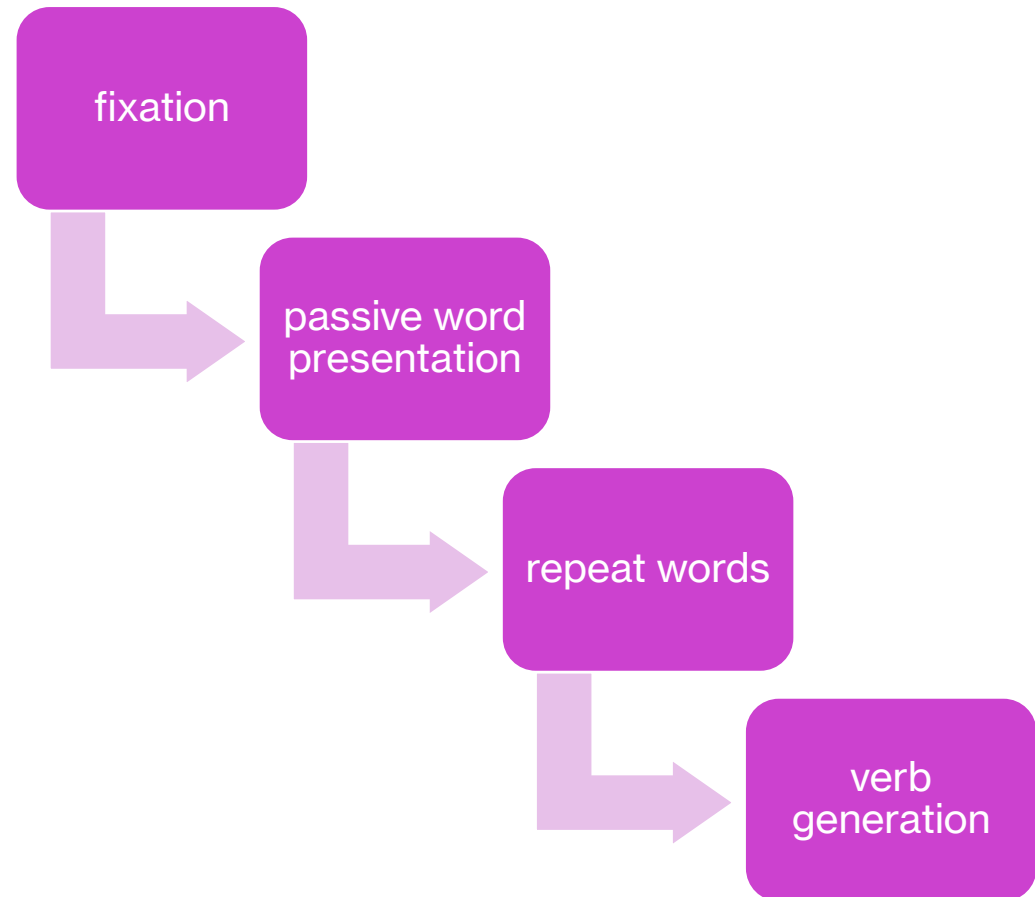 fixation
passive word
presentation
repeat words
verb
generation